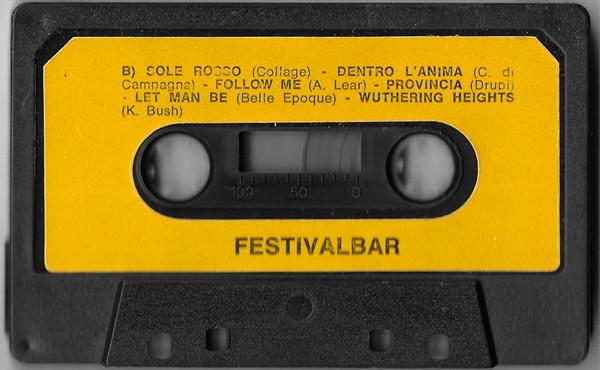 B) SOLE ROSSO (Collage) - DENTRO L'ANIMA (C. di
Campagna) - FOLLOW ME (A. Lear) - PROVINCIA (Drupi)
- LET MAN BE (Belle Epoque) - WUTHERING HEIGHTS
(K. Bush)
100 50 0
FESTIVALBAR